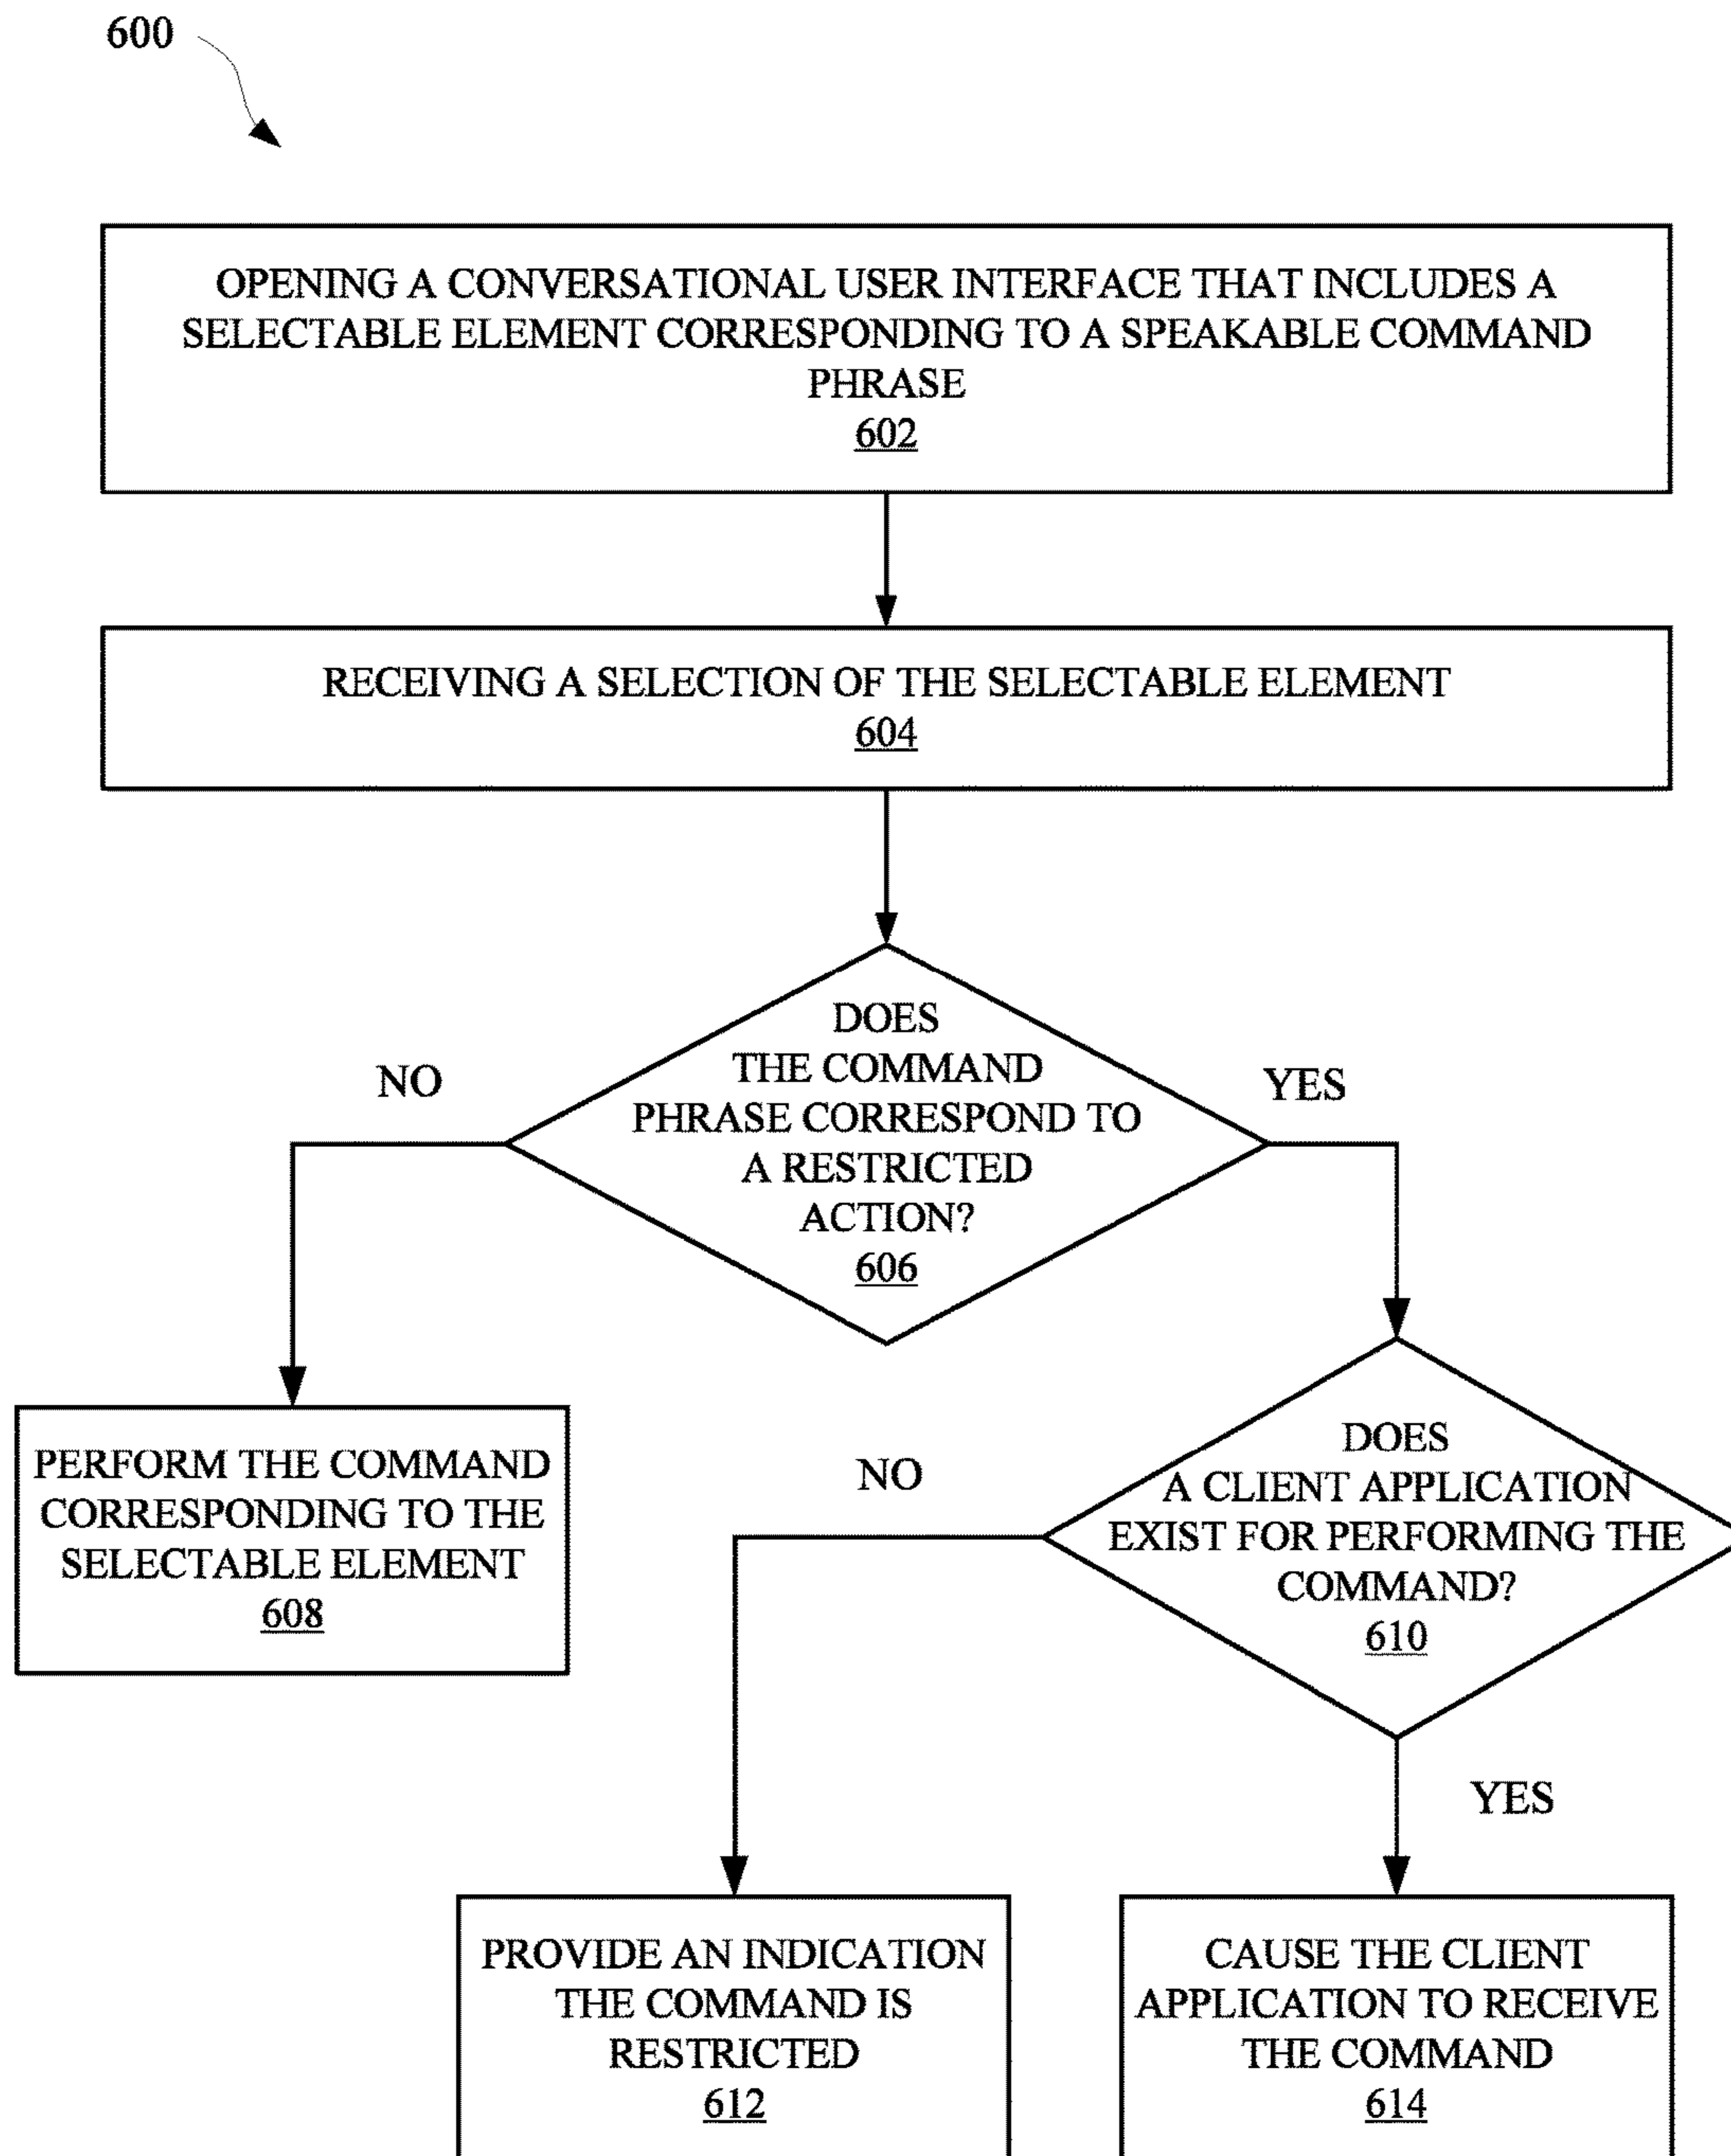 600
OPENING A CONVERSATIONAL USER INTERFACE THAT INCLUDES A
SELECTABLE ELEMENT CORRESPONDING TO A SPEAKABLE COMMAND
PHRASE
602
RECEIVING A SELECTION OF THE SELECTABLE ELEMENT
604
DOES
THE COMMAND
PHRASE CORRESPOND TO
A RESTRICTED
ACTION?
606
NO
YES
PERFORM THE COMMAND
CORRESPONDING TO THE
SELECTABLE ELEMENT
608
DOES
A CLIENT APPLICATION
EXIST FOR PERFORMING THE
COMMAND?
610
NO
YES
PROVIDE AN INDICATION
THE COMMAND IS
RESTRICTED
612
CAUSE THE CLIENT
APPLICATION TO RECEIVE
THE COMMAND
614